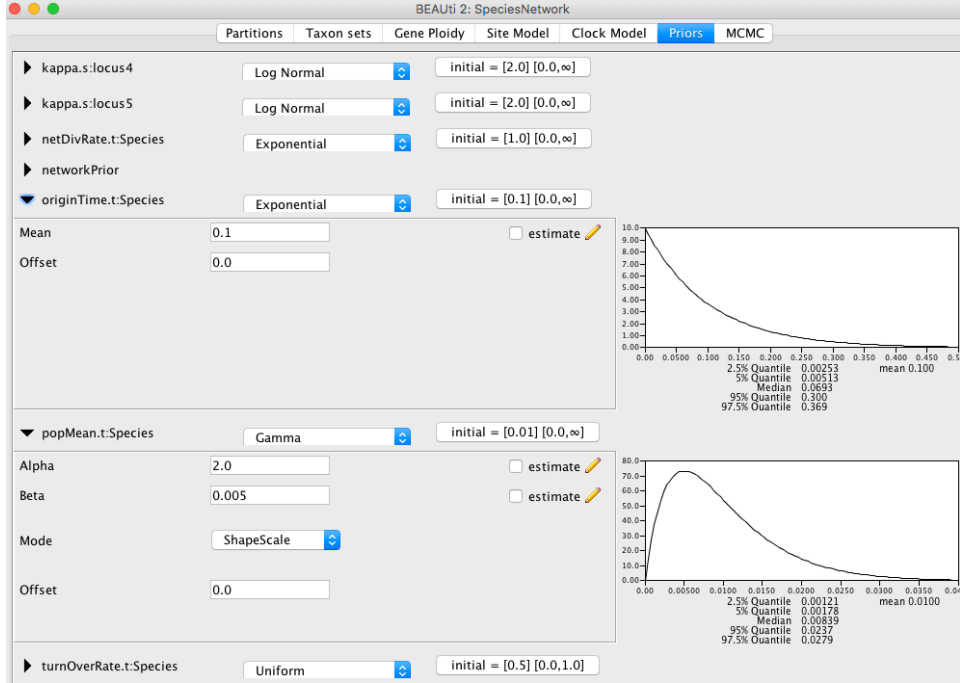 BEAUti 2: SpeciesNetwork
Partitions Taxon sets Gene Ploidy Site Model Clock Model Priors MCMC
kappa.s:locus4 Log Normal initial = [2.0] [0.0,∞]
kappa.s:locus5 Log Normal initial = [2.0] [0.0,∞]
netDivRate.t:Species Exponential initial = [1.0] [0.0,∞]
networkPrior
originTime.t:Species Exponential initial = [0.1] [0.0,∞]
Mean 0.1 estimate
Offset 0.0
10.0
9.00
8.00
7.00
6.00
5.00
4.00
3.00
2.00
1.00
0.00
0.00 0.0500 0.100 0.150 0.200 0.250 0.300 0.350 0.400 0.450 0.5
2.5% Quantile 0.00253 mean 0.100
5% Quantile 0.00513
Median 0.0693
95% Quantile 0.300
97.5% Quantile 0.369
popMean.t:Species Gamma initial = [0.01] [0.0,∞]
Alpha 2.0 estimate
Beta 0.005 estimate
Mode ShapeScale
Offset 0.0
80.0
70.0
60.0
50.0
40.0
30.0
20.0
10.0
0.00
0.00 0.00500 0.0100 0.0150 0.0200 0.0250 0.0300 0.0350 0.04
2.5% Quantile 0.00121 mean 0.0100
5% Quantile 0.00178
Median 0.00839
95% Quantile 0.0237
97.5% Quantile 0.0279
turnOverRate.t:Species Uniform initial = [0.5] [0.0,1.0]